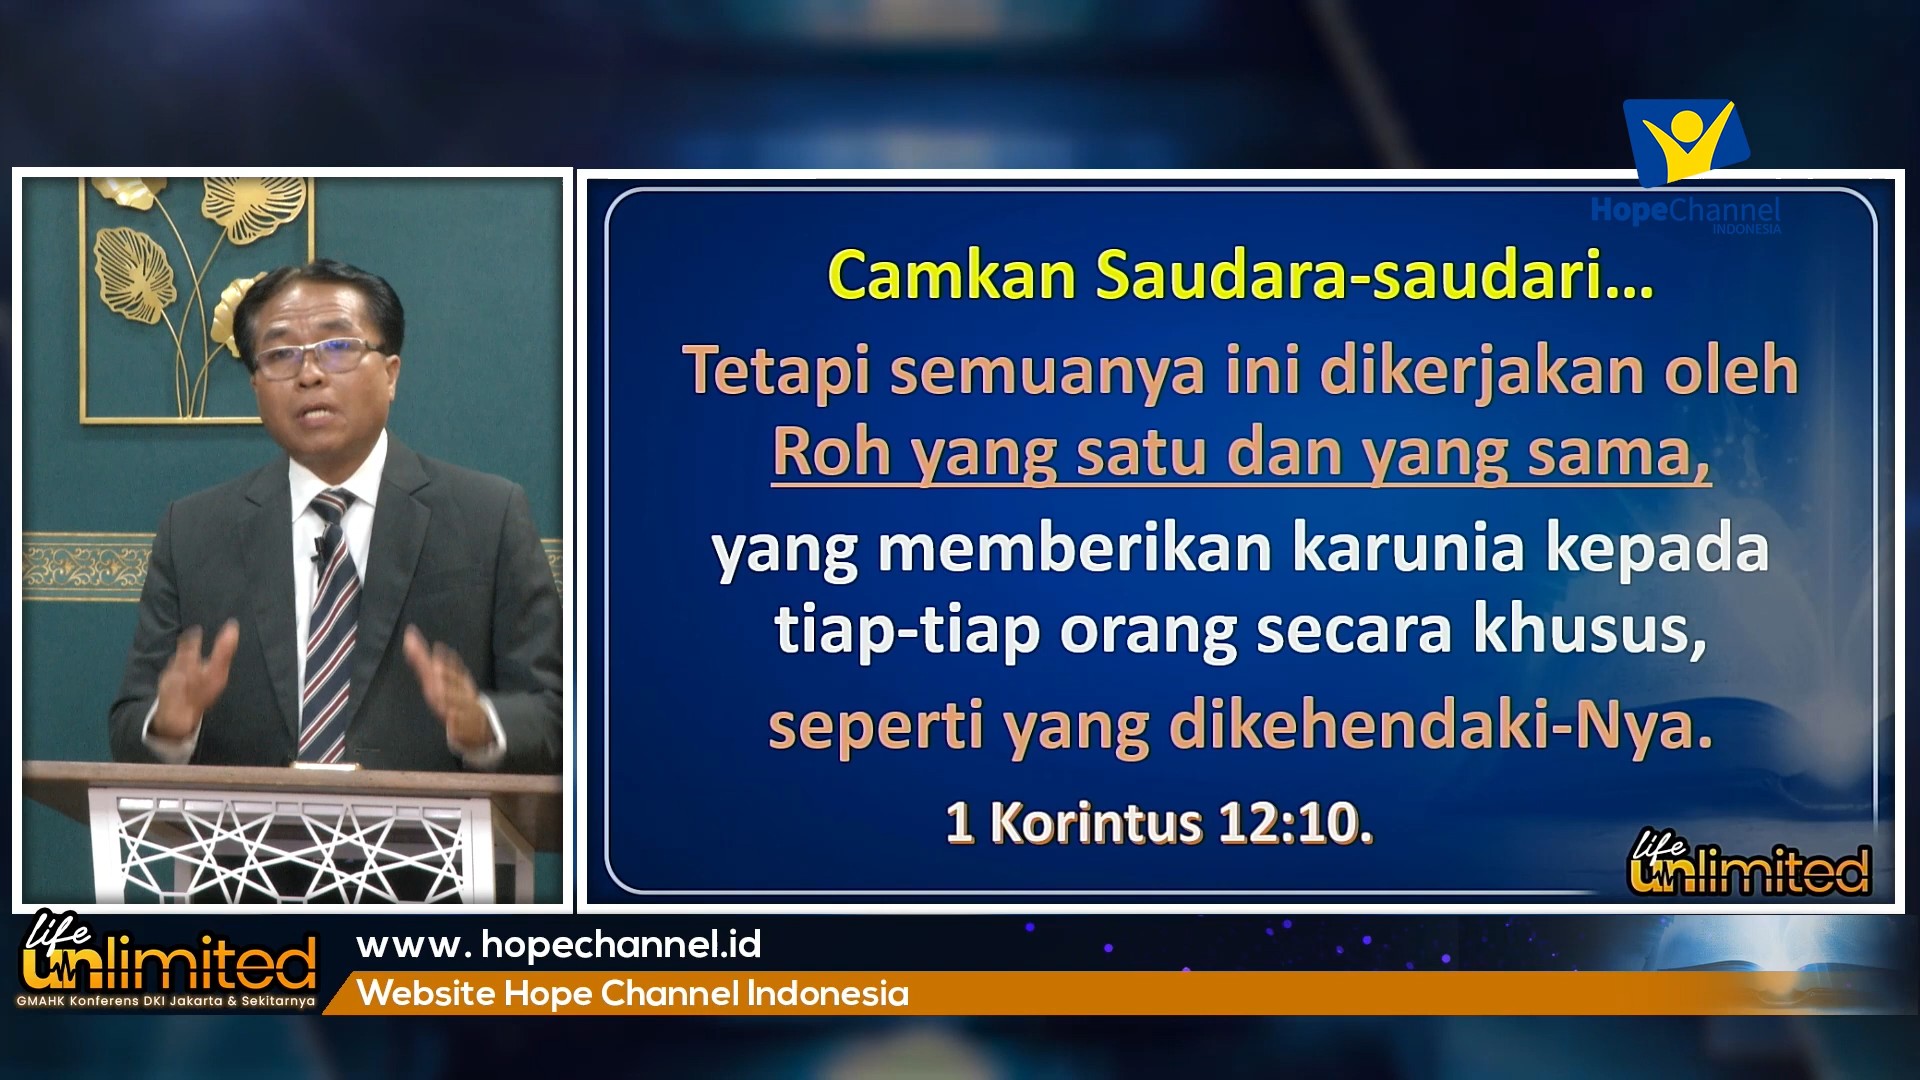 HopeChannel
INDONESIA
Camkan Saudara-saudari...
Tetapi semuanya ini dikerjakan oleh
Roh yang satu dan yang sama,
yang memberikan karunia kepada
tiap-tiap orang secara khusus,
seperti yang dikehendaki-Nya.
1 Korintus 12:10.
life
unlimited
life
unlimited
GMAHK Konferens DKI Jakarta & Sekitarnya
www.hopechannel.id
Website Hope Channel Indonesia